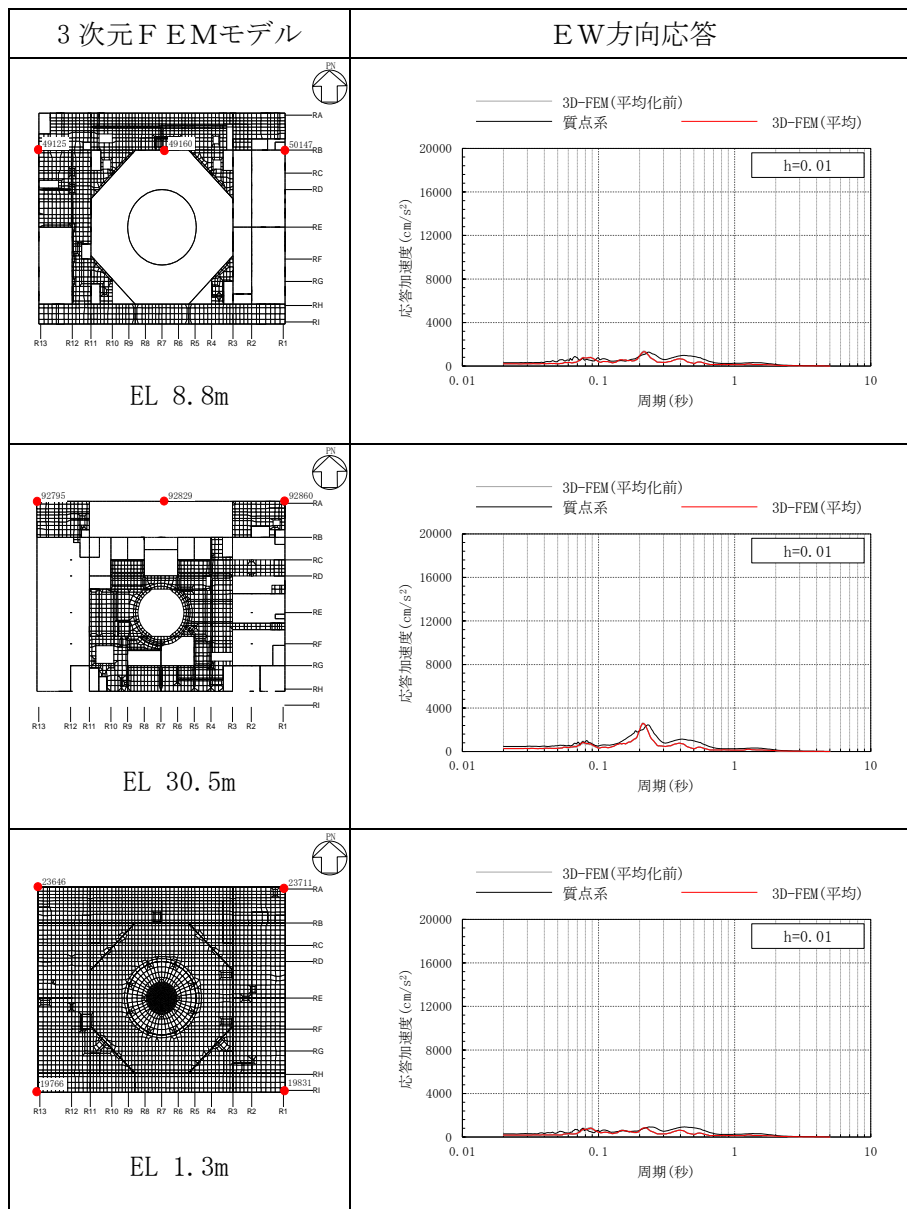 ３次元ＦＥＭモデル
ＥＷ方向応答
PN
49125
49160
50147
RA
RB
RC
RD
RE
RF
RG
RH
RI
R13 R12 R11 R10 R9 R8 R7 R6 R5 R4 R3 R2 R1
EL 8.8m
3D-FEM(平均化前)
質点系 3D-FEM(平均)
h=0.01
応答加速度(cm/s²)
20000
16000
12000
8000
4000
0
0.01 0.1 1 10
周期(秒)
PN
92795
92829
92860
RA
RB
RC
RD
RE
RF
RG
RH
RI
R13 R12 R11 R10 R9 R8 R7 R6 R5 R4 R3 R2 R1
EL 30.5m
3D-FEM(平均化前)
質点系 3D-FEM(平均)
h=0.01
応答加速度(cm/s²)
20000
16000
12000
8000
4000
0
0.01 0.1 1 10
周期(秒)
PN
23646
23711
RA
RB
RC
RD
RE
RF
RG
RH
RI
19766
19831
R13 R12 R11 R10 R9 R8 R7 R6 R5 R4 R3 R2 R1
EL 1.3m
3D-FEM(平均化前)
質点系 3D-FEM(平均)
h=0.01
応答加速度(cm/s²)
20000
16000
12000
8000
4000
0
0.01 0.1 1 10
周期(秒)